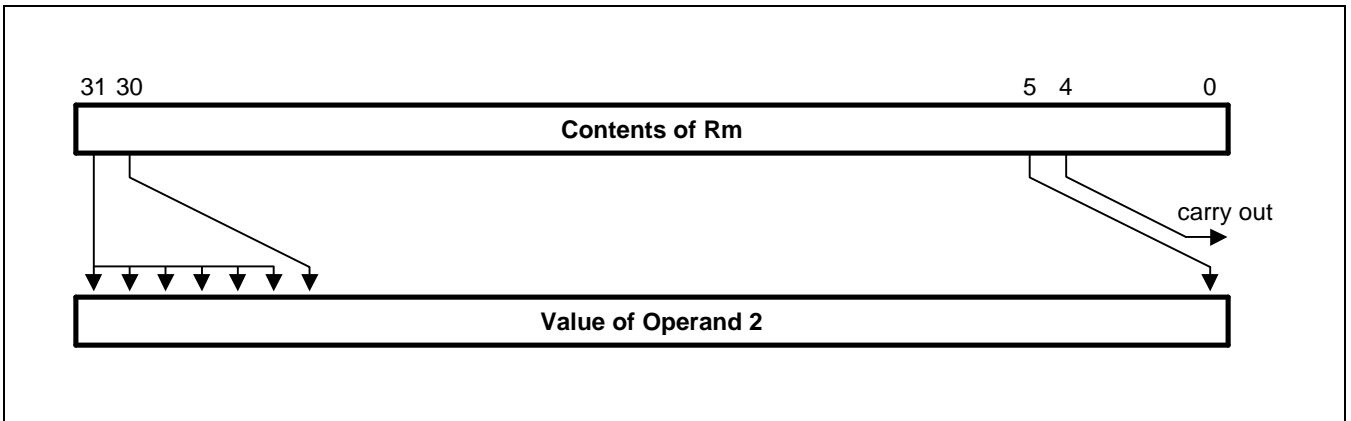 31 30 5 4 0
Contents of Rm
carry out
Value of Operand 2